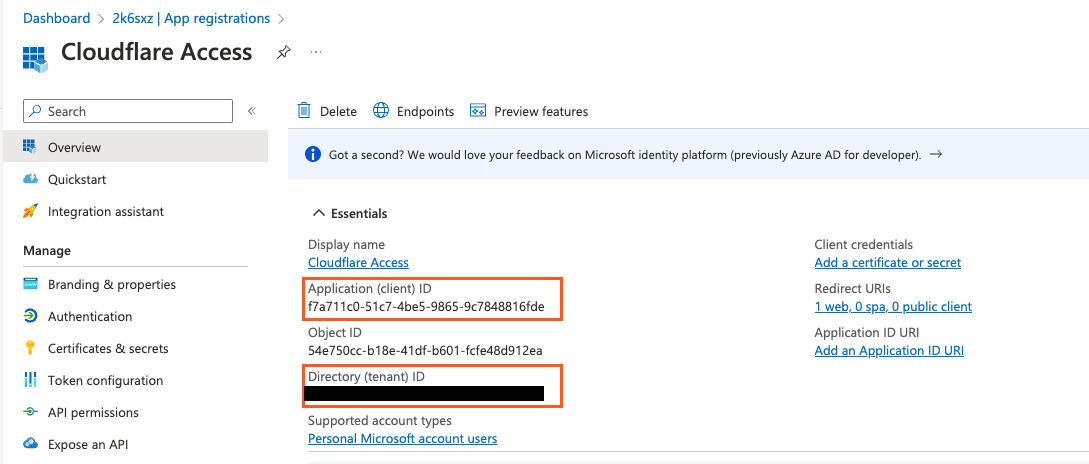 Dashboard > 2k6sxz | App registrations >
Cloudflare Access
Search
Overview
Quickstart
Integration assistant
Manage
Branding & properties
Authentication
Certificates & secrets
Token configuration
API permissions
Expose an API
Delete
Endpoints
Preview features
Got a second? We would love your feedback on Microsoft identity platform (previously Azure AD for developer). →
Essentials
Display name
Cloudflare Access
Application (client) ID
f7a711c0-51c7-4be5-9865-9c7848816fde
Object ID
54e750cc-b18e-41df-b601-fcfe48d912ea
Directory (tenant) ID
Supported account types
Personal Microsoft account users
Client credentials
Add a certificate or secret
Redirect URIs
1 web, 0 spa, 0 public client
Application ID URI
Add an Application ID URI